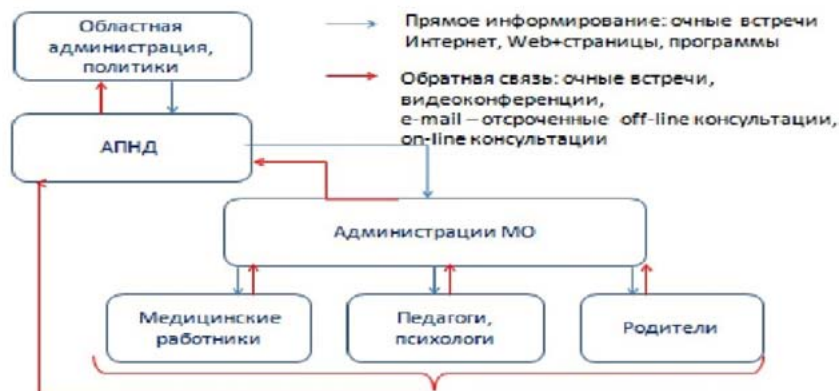 Областная
администрация,
политики
Прямое информирование: очные встречи
Интернет, Web+страницы, программы
Обратная связь: очные встречи,
видеоконференции,
e-mail – отсроченные off-line консультации,
on-line консультации
АПНД
Администрации МО
Медицинские
работники
Педагоги,
психологи
Родители